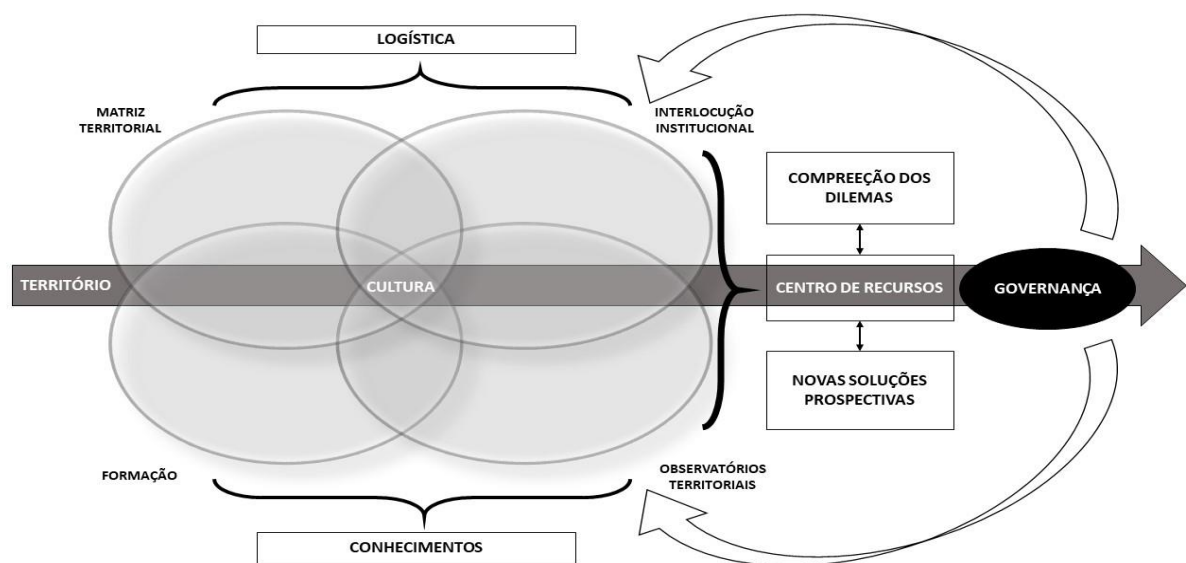 LOGÍSTICA
MATRIZ
TERRITORIAL
INTERLOCUÇÃO
INSTITUCIONAL
COMPREEÇÃO DOS
DILEMAS
TERRITÓRIO
CULTURA
CENTRO DE RECURSOS
GOVERNANÇA
NOVAS SOLUÇÕES
PROSPECTIVAS
FORMAÇÃO
OBSERVATÓRIOS
TERRITORIAIS
CONHECIMENTOS